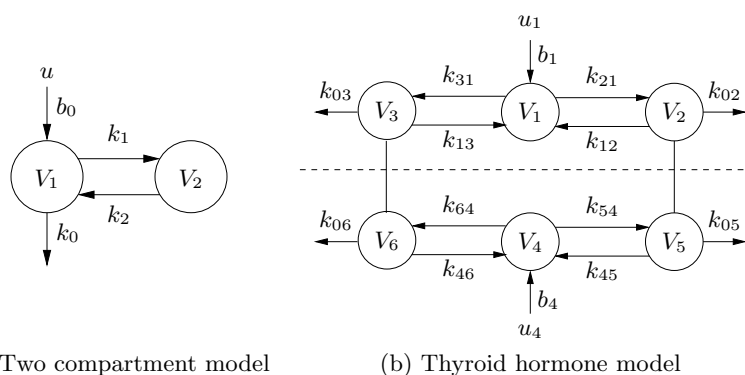 u
b₀
k₁
V₁
V₂
k₂
k₀
Two compartment model
u₁
b₁
k₀₃
k₃₁
k₂₁
k₀₂
V₃
V₁
V₂
k₁₃
k₁₂
k₆₄
k₅₄
k₀₆
k₀₅
V₆
V₄
V₅
k₄₆
k₄₅
b₄
u₄
(b) Thyroid hormone model